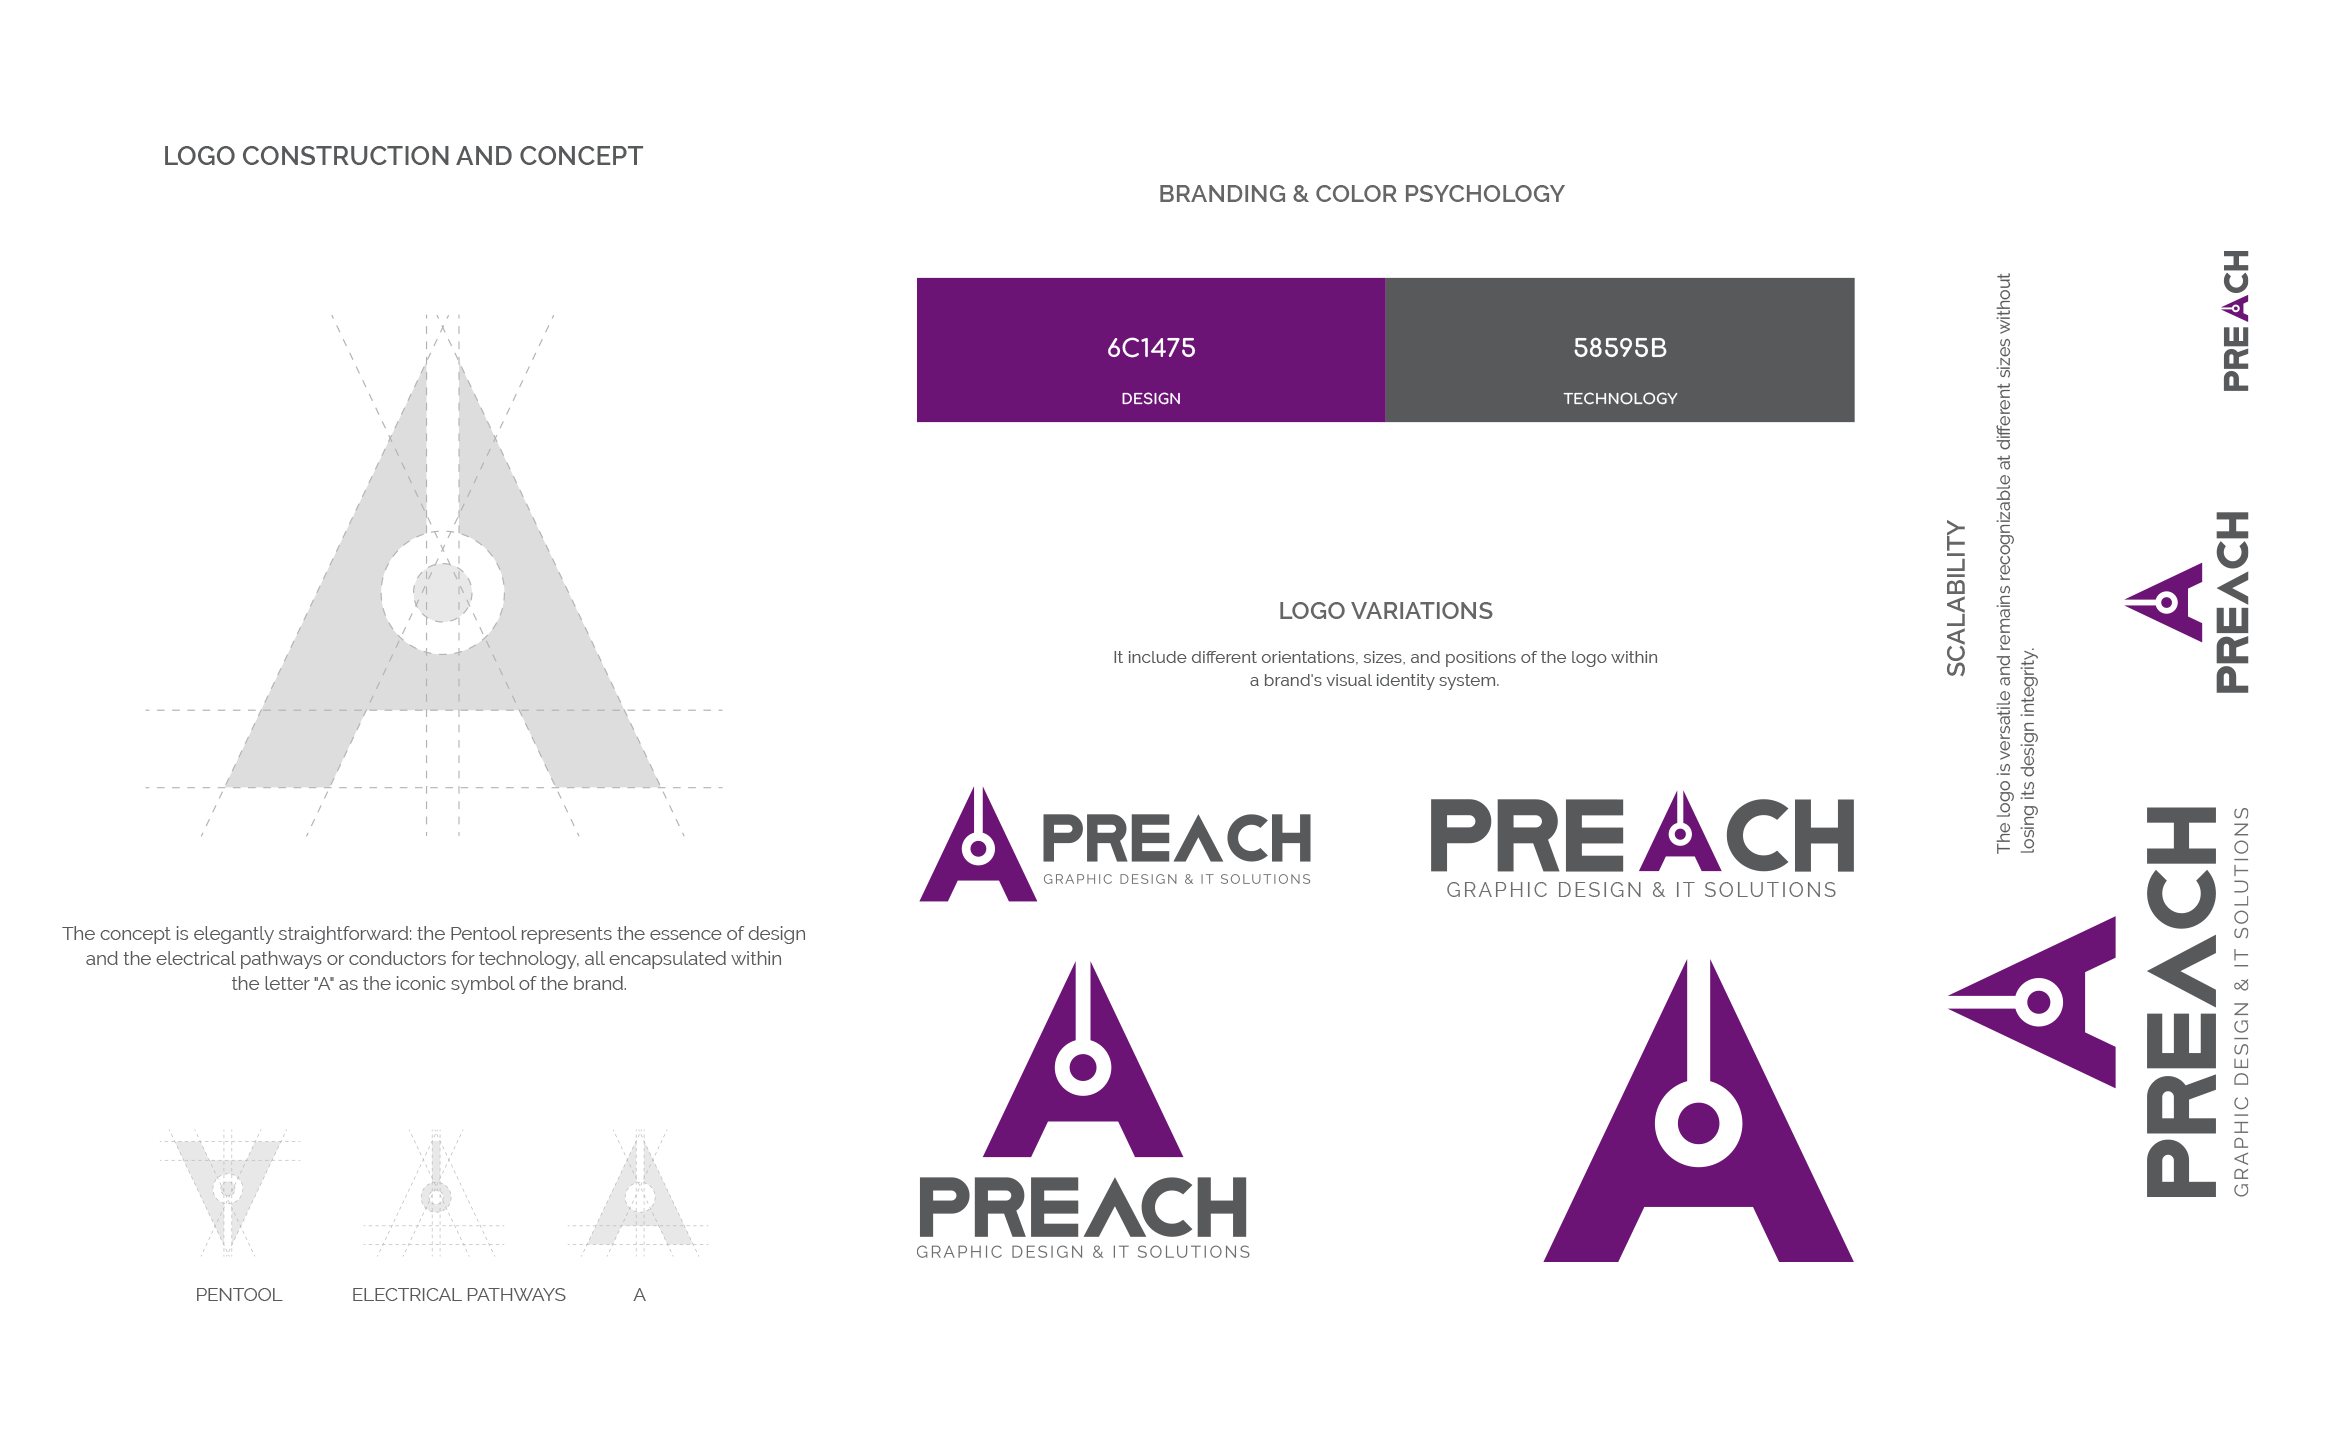 LOGO CONSTRUCTION AND CONCEPT
The concept is elegantly straightforward: the Pentool represents the essence of design
and the electrical pathways or conductors for technology, all encapsulated within
the letter "A" as the iconic symbol of the brand.
PENTOOL
ELECTRICAL PATHWAYS
A
BRANDING & COLOR PSYCHOLOGY
6C1475
DESIGN
58595B
TECHNOLOGY
LOGO VARIATIONS
It include different orientations, sizes, and positions of the logo within
a brand's visual identity system.
PREACH
GRAPHIC DESIGN & IT SOLUTIONS
PREACH
GRAPHIC DESIGN & IT SOLUTIONS
PREACH
GRAPHIC DESIGN & IT SOLUTIONS
SCALABILITY
The logo is versatile and remains recognizable at different sizes without
losing its design integrity.
PREACH
GRAPHIC DESIGN & IT SOLUTIONS
PREACH
PREACH